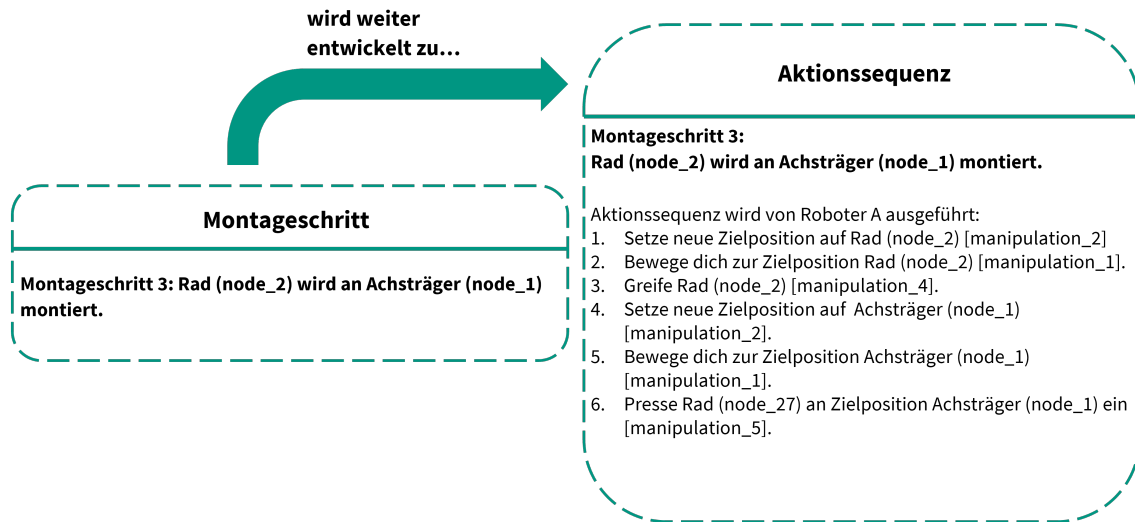 wird weiter
entwickelt zu…
Aktionssequenz
Montageschritt 3:
Rad (node_2) wird an Achsträger (node_1) montiert.
Montageschritt
Montageschritt 3: Rad (node_2) wird an Achsträger (node_1)
montiert.
Aktionssequenz wird von Roboter A ausgeführt:
1. Setze neue Zielposition auf Rad (node_2) [manipulation_2]
2. Bewege dich zur Zielposition Rad (node_2) [manipulation_1].
3. Greife Rad (node_2) [manipulation_4].
4. Setze neue Zielposition auf Achsträger (node_1)
[manipulation_2].
5. Bewege dich zur Zielposition Achsträger (node_1)
[manipulation_1].
6. Presse Rad (node_27) an Zielposition Achsträger (node_1) ein
[manipulation_5].